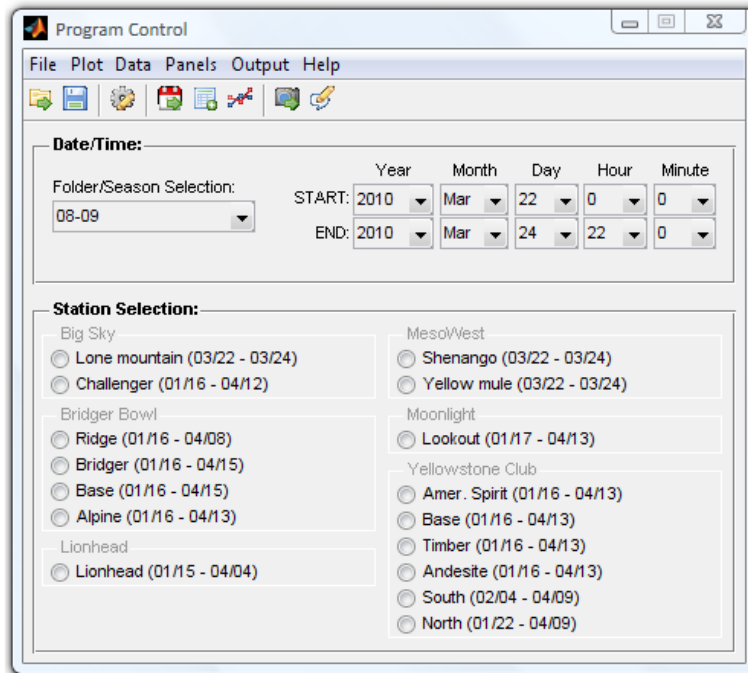 Program Control
File Plot Data Panels Output Help
Date/Time:
Folder/Season Selection:
08-09
Year Month Day Hour Minute
START: 2010 Mar 22 0 0
END: 2010 Mar 24 22 0
Station Selection:
Big Sky
Lone mountain (03/22 - 03/24)
Challenger (01/16 - 04/12)
Bridger Bowl
Ridge (01/16 - 04/08)
Bridger (01/16 - 04/15)
Base (01/16 - 04/15)
Alpine (01/16 - 04/13)
Lionhead
Lionhead (01/15 - 04/04)
MesoWest
Shenango (03/22 - 03/24)
Yellow mule (03/22 - 03/24)
Moonlight
Lookout (01/17 - 04/13)
Yellowstone Club
Amer. Spirit (01/16 - 04/13)
Base (01/16 - 04/13)
Timber (01/16 - 04/13)
Andesite (01/16 - 04/13)
South (02/04 - 04/09)
North (01/22 - 04/09)